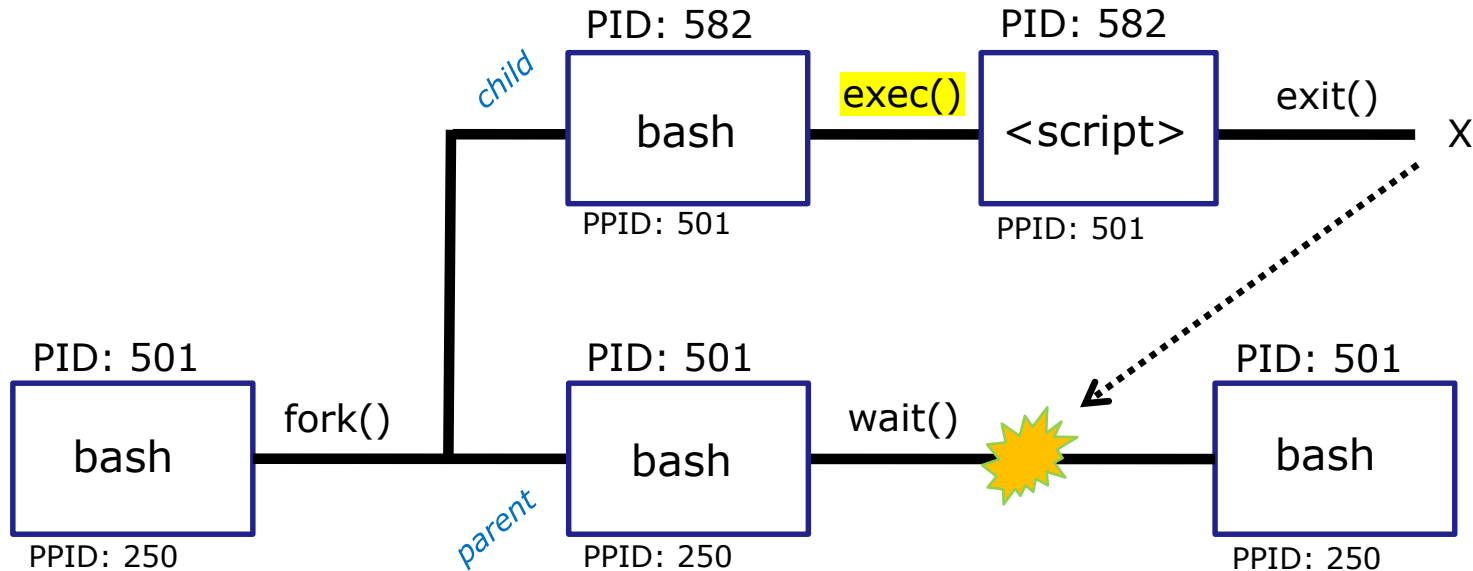 PID: 582
PID: 582
child
exec()
exit()
bash
<script>
X
PPID: 501
PPID: 501
PID: 501
PID: 501
PID: 501
fork()
wait()
bash
bash
bash
parent
PPID: 250
PPID: 250
PPID: 250